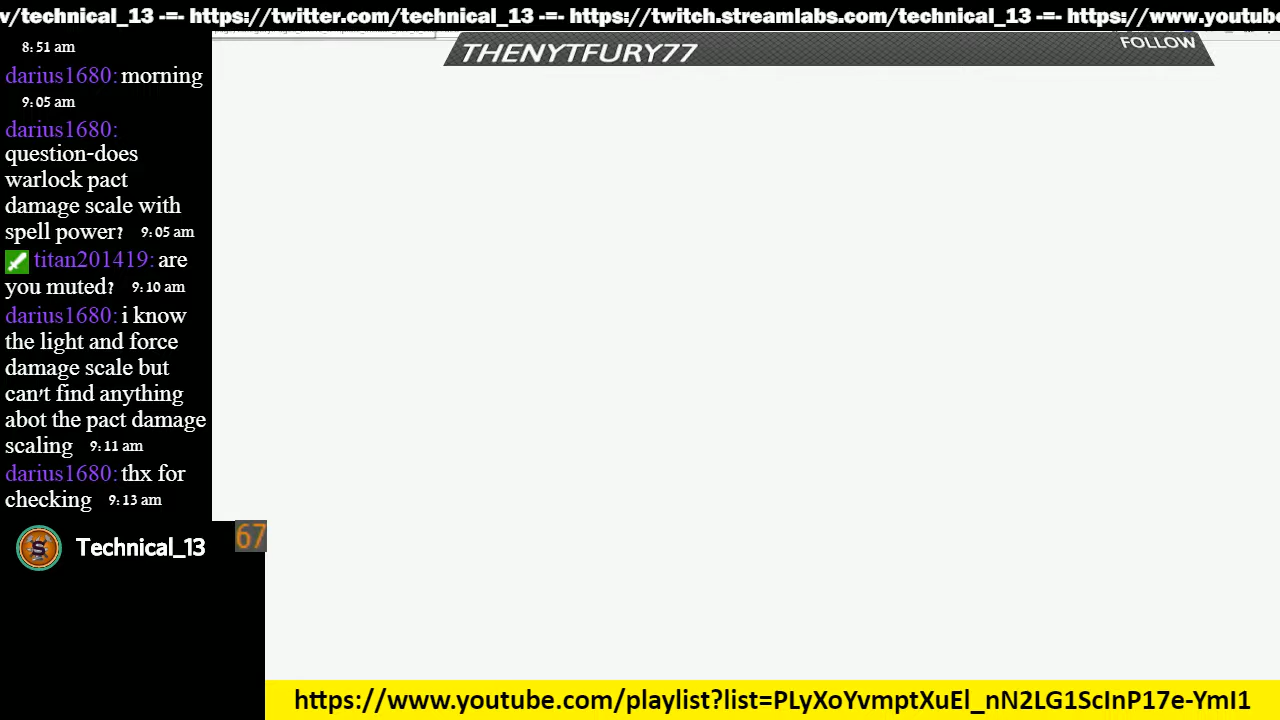 v/technical_13 -=- https://twitter.com/technical_13 -=- https://twitch.streamlabs.com/technical_13 -=- https://www.youtube
THENYTFURY77
FOLLOW
8:51 am
darius1680: morning
9:05 am
darius1680:
question-does
warlock pact
damage scale with
spell power? 9:05 am
titan201419: are
you muted? 9:10 am
darius1680: i know
the light and force
damage scale but
can't find anything
abot the pact damage
scaling 9:11 am
darius1680: thx for
checking 9:13 am
Technical_13
67
https://www.youtube.com/playlist?list=PLyXoYvmptXuEl_nN2LG1ScInP17e-YmI1